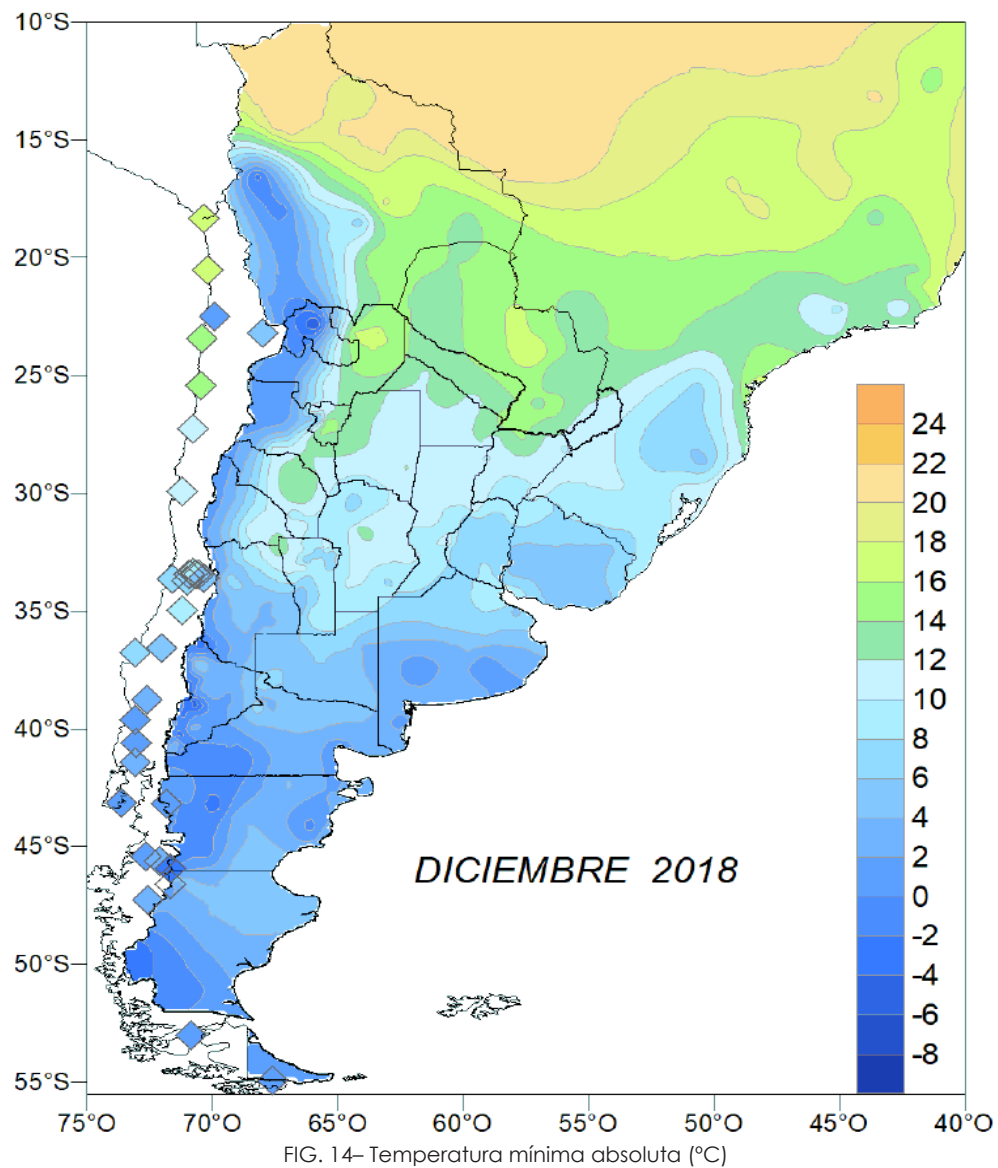 10°S
15°S
20°S
25°S
30°S
35°S
40°S
45°S
50°S
55°S
24
22
20
18
16
14
12
10
8
6
4
2
0
-2
-4
-6
-8
DICIEMBRE 2018
75°O 70°O 65°O 60°O 55°O 50°O 45°O 40°O
FIG. 14– Temperatura mínima absoluta (ºC)